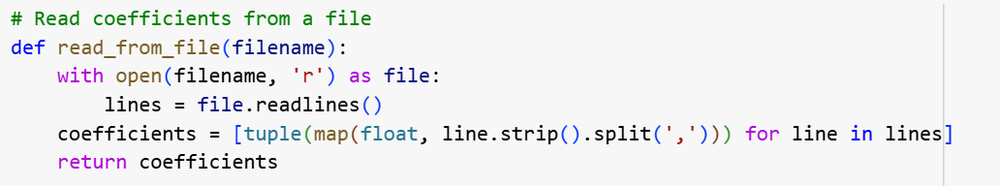 # Read coefficients from a file
def read_from_file(filename):
    with open(filename, 'r') as file:
        lines = file.readlines()
    coefficients = [tuple(map(float, line.strip().split(','))) for line in lines]
    return coefficients